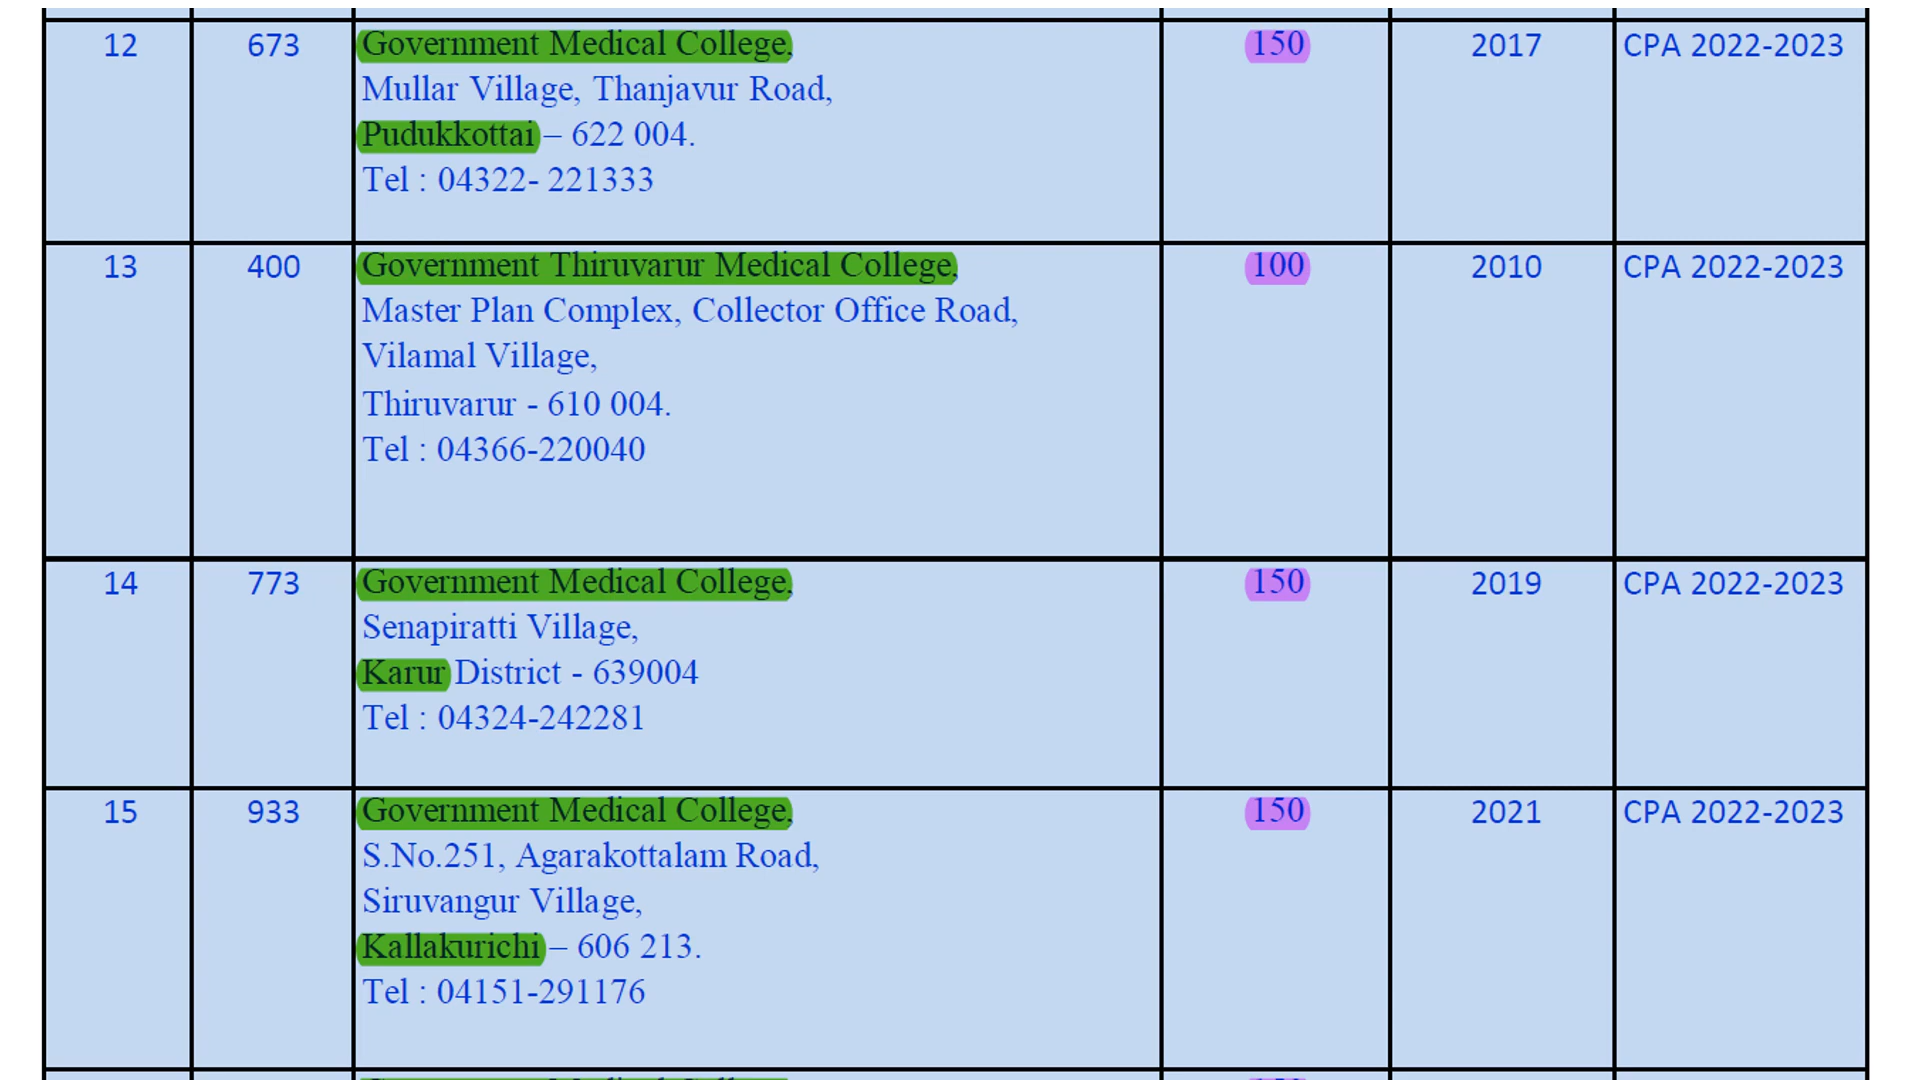 12 673 Government Medical College, 150 2017 CPA 2022-2023
Mullar Village, Thanjavur Road,
Pudukkottai – 622 004.
Tel : 04322- 221333
13 400 Government Thiruvarur Medical College, 100 2010 CPA 2022-2023
Master Plan Complex, Collector Office Road,
Vilamal Village,
Thiruvarur - 610 004.
Tel : 04366-220040
14 773 Government Medical College, 150 2019 CPA 2022-2023
Senapiratti Village,
Karur District - 639004
Tel : 04324-242281
15 933 Government Medical College, 150 2021 CPA 2022-2023
S.No.251, Agarakottalam Road,
Siruvangur Village,
Kallakurichi – 606 213.
Tel : 04151-291176